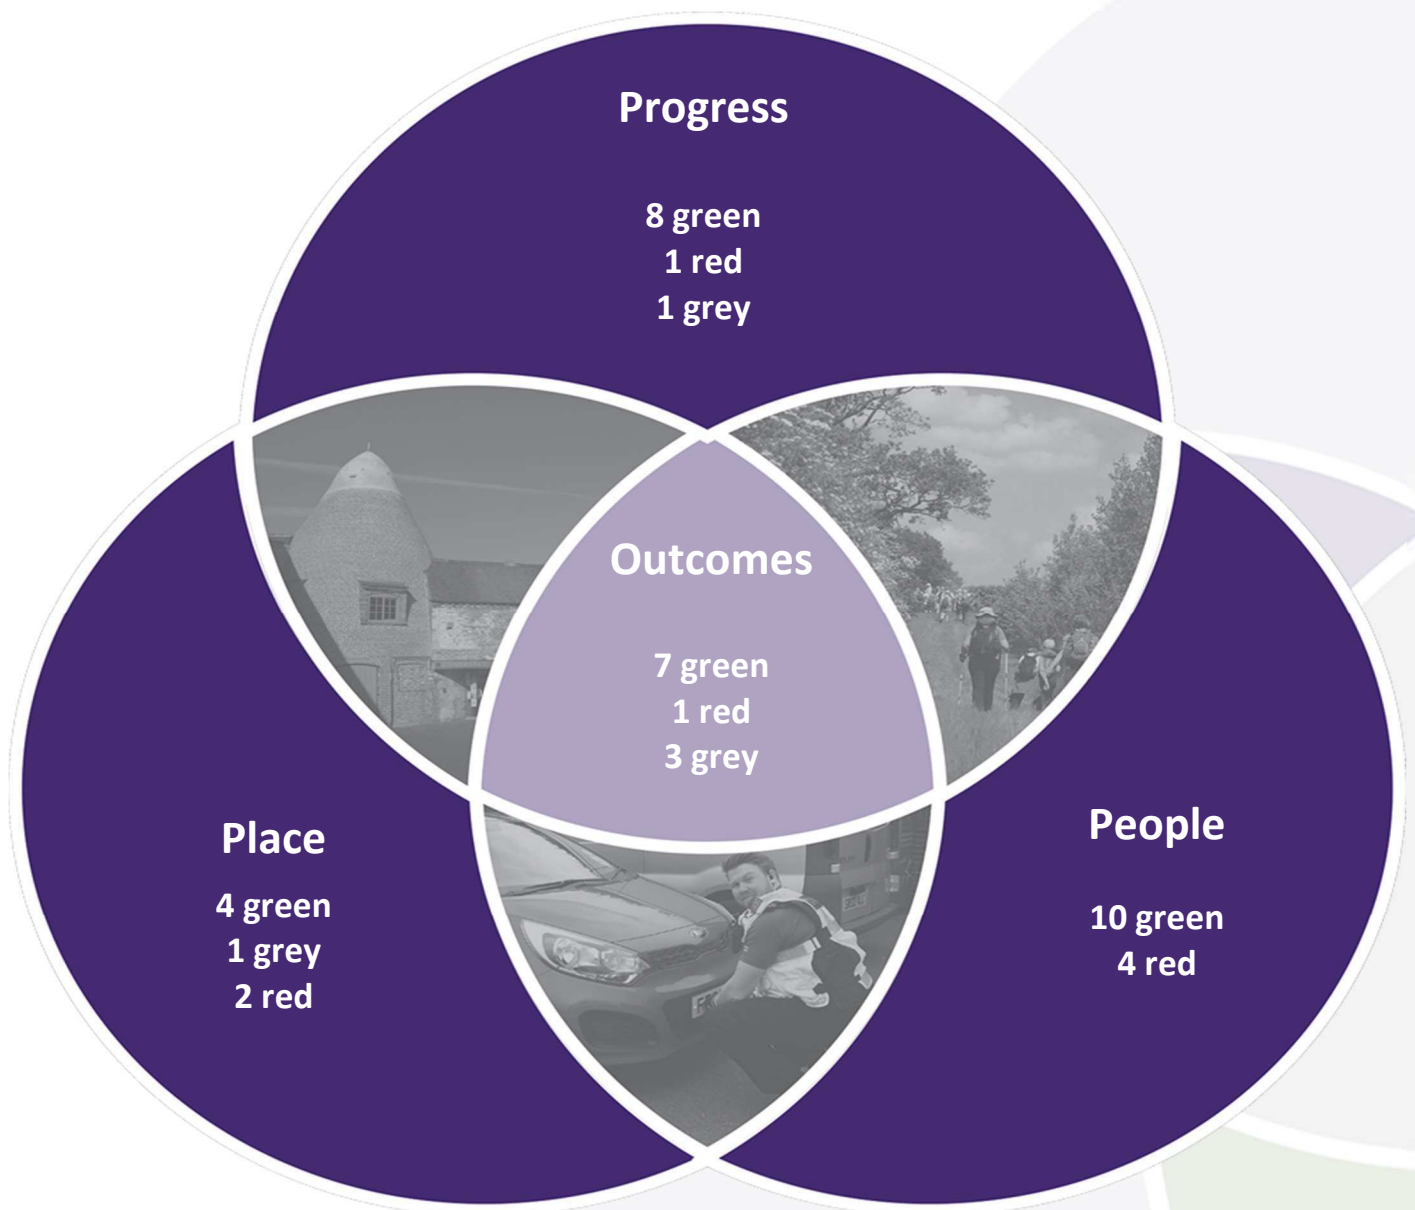 Progress
8 green
1 red
1 grey
Outcomes
7 green
1 red
3 grey
Place
4 green
1 grey
2 red
People
10 green
4 red